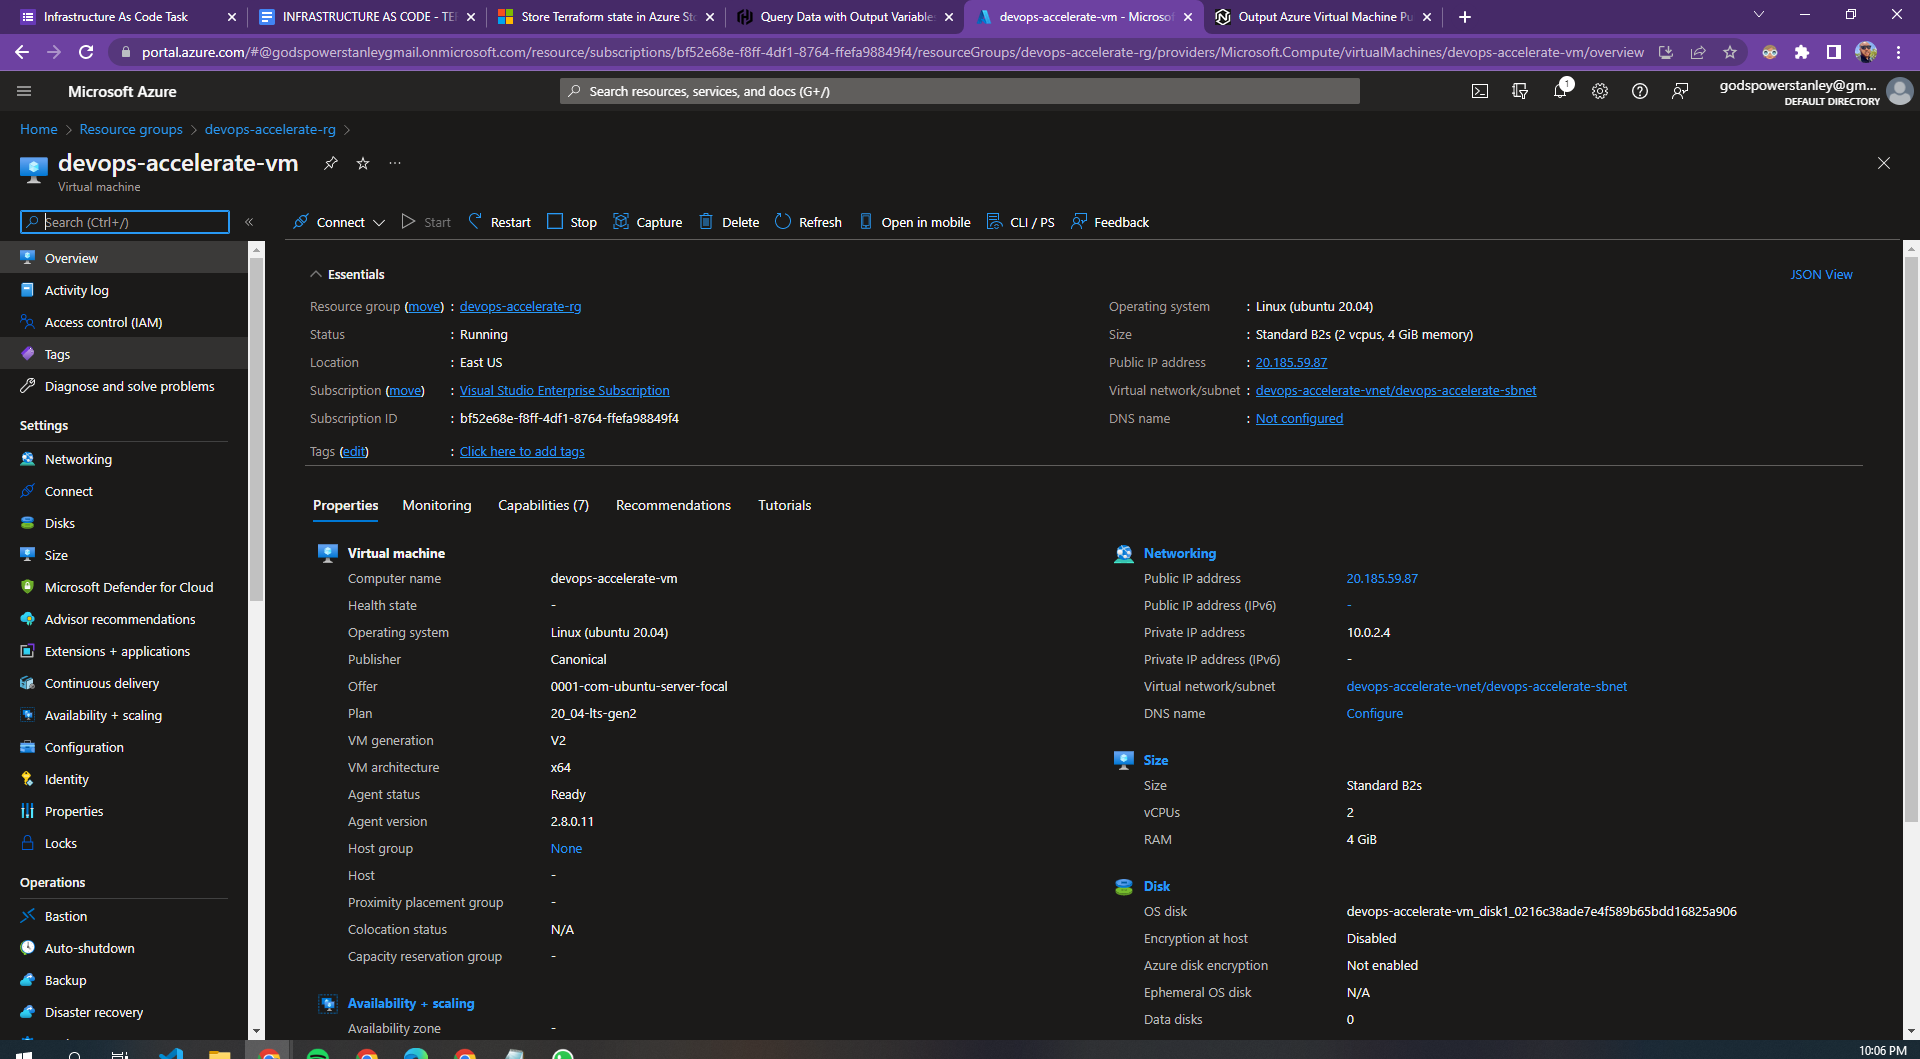 Infrastructure As Code Task
INFRASTRUCTURE AS CODE - TE
Store Terraform state in Azure St
Query Data with Output Variable
devops-accelerate-vm - Microsof
Output Azure Virtual Machine Pu
portal.azure.com/#@godspowerstanleygmail.onmicrosoft.com/resource/subscriptions/bf52e68e-f8ff-4df1-8764-ffefa98849f4/resourceGroups/devops-accelerate-rg/providers/Microsoft.Compute/virtualMachines/devops-accelerate-vm/overview
Microsoft Azure
Search resources, services, and docs (G+/)
1
godspowerstanley@gm...
DEFAULT DIRECTORY
Home > Resource groups > devops-accelerate-rg >
devops-accelerate-vm
Virtual machine
Search (Ctrl+/)
Connect
Start
Restart
Stop
Capture
Delete
Refresh
Open in mobile
CLI / PS
Feedback
Overview
Activity log
Access control (IAM)
Tags
Diagnose and solve problems
Settings
Networking
Connect
Disks
Size
Microsoft Defender for Cloud
Advisor recommendations
Extensions + applications
Continuous delivery
Availability + scaling
Configuration
Identity
Properties
Locks
Operations
Bastion
Auto-shutdown
Backup
Disaster recovery
Essentials
JSON View
Resource group (move) : devops-accelerate-rg
Status : Running
Location : East US
Subscription (move) : Visual Studio Enterprise Subscription
Subscription ID : bf52e68e-f8ff-4df1-8764-ffefa98849f4
Tags (edit) : Click here to add tags
Operating system : Linux (ubuntu 20.04)
Size : Standard B2s (2 vcpus, 4 GiB memory)
Public IP address : 20.185.59.87
Virtual network/subnet : devops-accelerate-vnet/devops-accelerate-sbnet
DNS name : Not configured
Properties
Monitoring
Capabilities (7)
Recommendations
Tutorials
Virtual machine
Computer name devops-accelerate-vm
Health state -
Operating system Linux (ubuntu 20.04)
Publisher Canonical
Offer 0001-com-ubuntu-server-focal
Plan 20_04-lts-gen2
VM generation V2
VM architecture x64
Agent status Ready
Agent version 2.8.0.11
Host group None
Host -
Proximity placement group -
Colocation status N/A
Capacity reservation group -
Availability + scaling
Availability zone -
Networking
Public IP address 20.185.59.87
Public IP address (IPv6) -
Private IP address 10.0.2.4
Private IP address (IPv6) -
Virtual network/subnet devops-accelerate-vnet/devops-accelerate-sbnet
DNS name Configure
Size
Size Standard B2s
vCPUs 2
RAM 4 GiB
Disk
OS disk devops-accelerate-vm_disk1_0216c38ade7e4f589b65bdd16825a906
Encryption at host Disabled
Azure disk encryption Not enabled
Ephemeral OS disk N/A
Data disks 0
10:06 PM